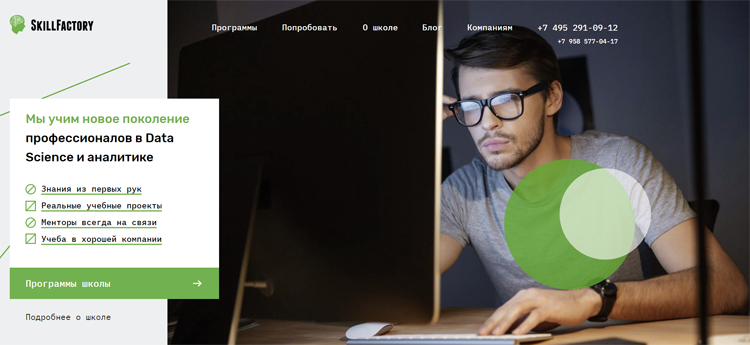 SKILLFACTORY
Программы Попробовать О школе Блог Компаниям +7 495 291-09-12
+7 958 577-04-17
Мы учим новое поколение
профессионалов в Data
Science и аналитике
Знания из первых рук
Реальные учебные проекты
Менторы всегда на связи
Учеба в хорошей компании
Программы школы →
Подробнее о школе